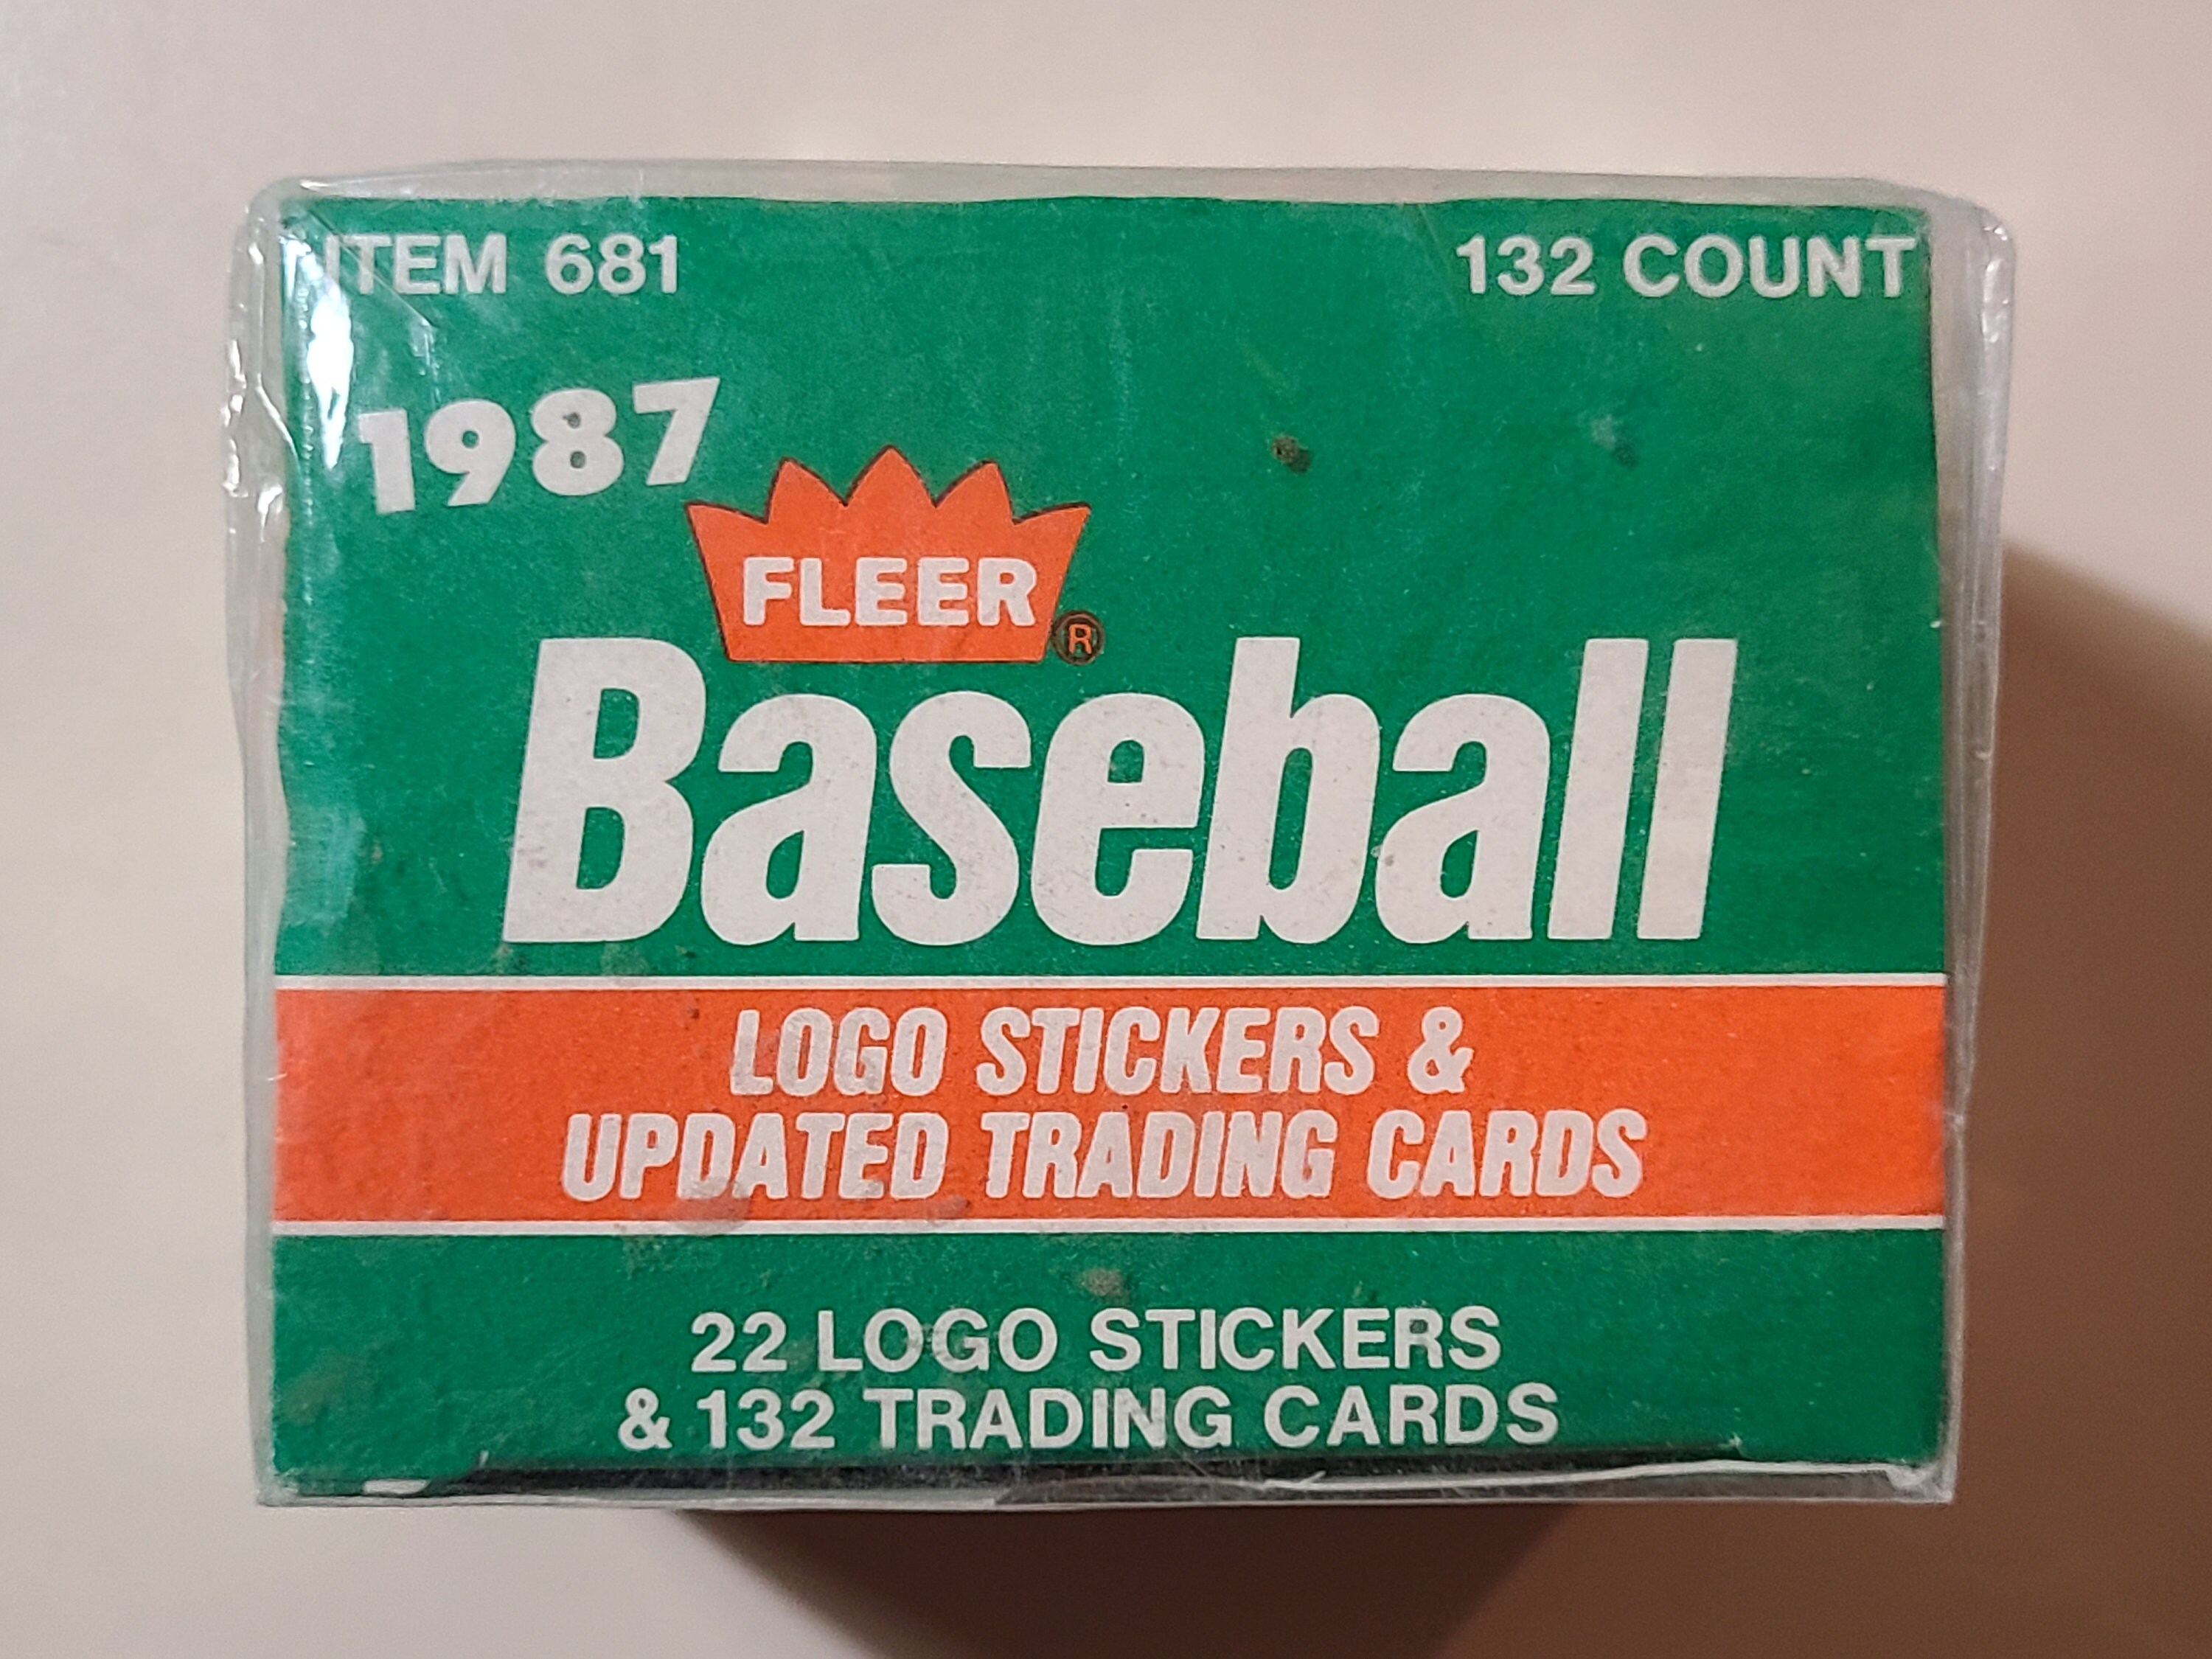 ITEM 681
132 COUNT
1987
FLEER®
Baseball
LOGO STICKERS &
UPDATED TRADING CARDS
22 LOGO STICKERS
& 132 TRADING CARDS